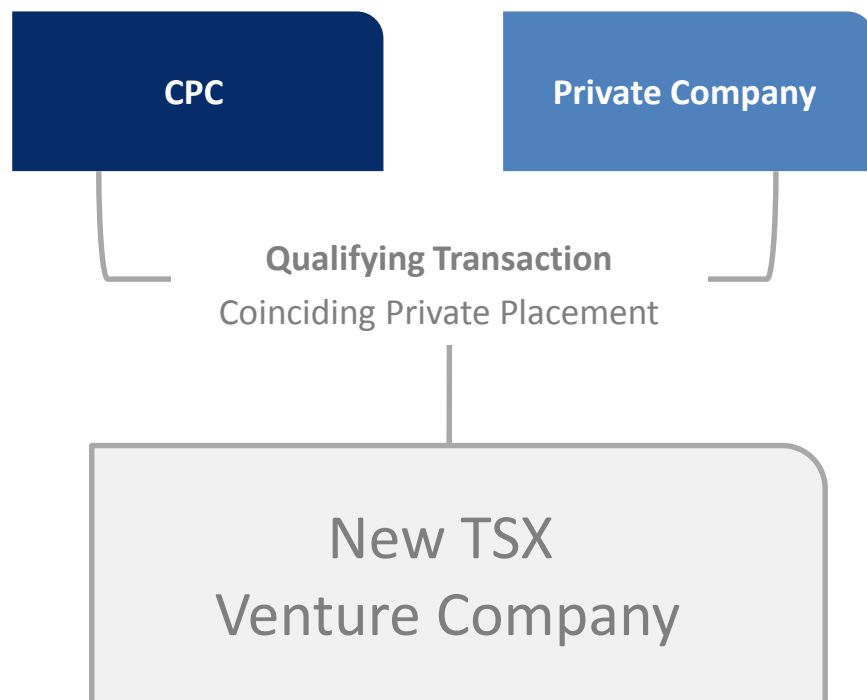 CPC
Private Company
Qualifying Transaction
Coinciding Private Placement
New TSX
Venture Company